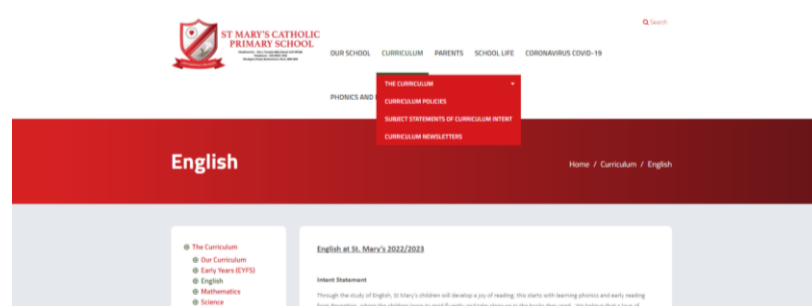 Search
ST MARY'S CATHOLIC
PRIMARY SCHOOL
OUR SCHOOL CURRICULUM PARENTS SCHOOL LIFE CORONAVIRUS COVID-19
THE CURRICULUM
PHONICS AND
CURRICULUM POLICIES
SUBJECT STATEMENTS OF CURRICULUM INTENT
CURRICULUM NEWSLETTERS
English
Home / Curriculum / English
The Curriculum
Our Curriculum
Early Years (EYFS)
English
Mathematics
Science
English at St. Mary's 2022/2023
Intent Statement
Through the study of English, St Mary's children will develop a joy of reading; this starts with learning phonics and early reading